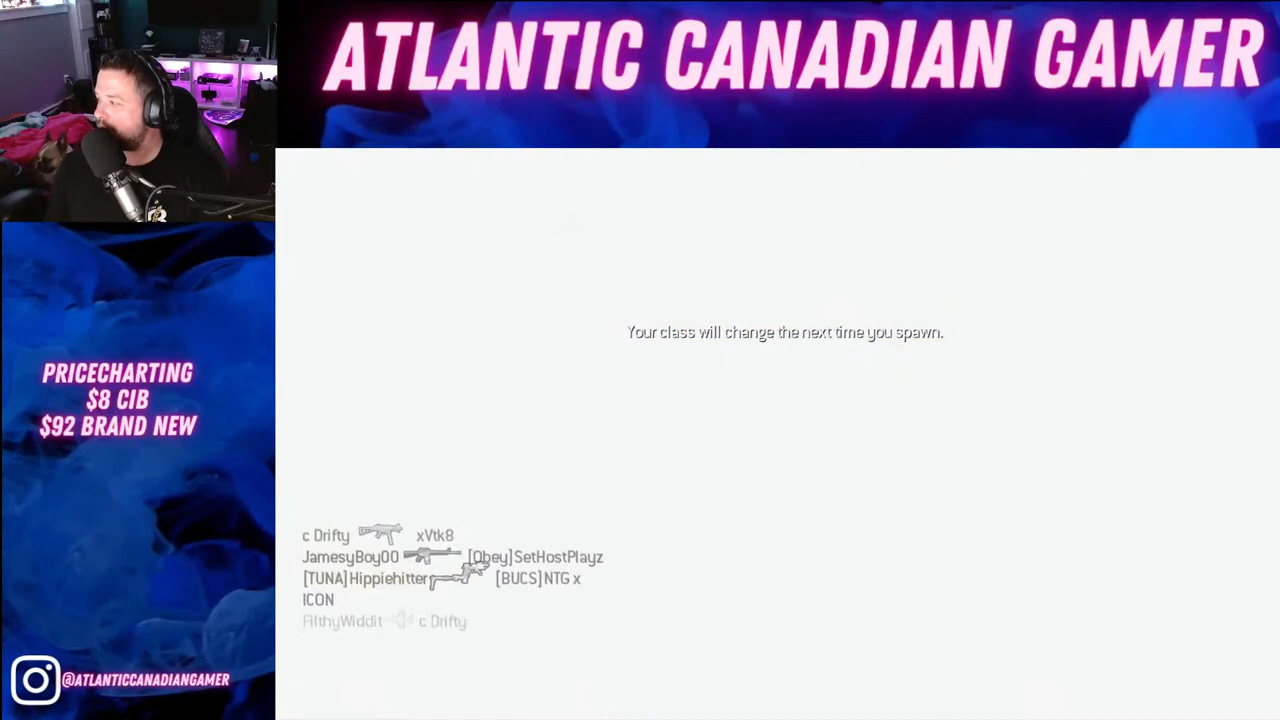 ATLANTIC CANADIAN GAMER
Your class will change the next time you spawn.
PRICECHARTING
$8 CIB
$92 BRAND NEW
c Drifty xVtk8
JamesyBoy00 [Obey]SetHostPlayz
[TUNA]Hippiehitter [BUCS]NTG x
ICON
FilthyWiddit c Drifty
@ATLANTICCANADIANGAMER